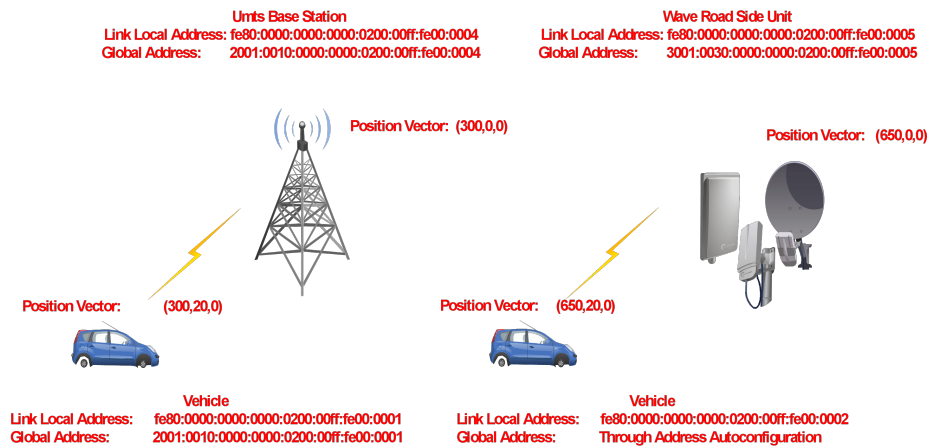 Umts Base Station
Link Local Address: fe80:0000:0000:0000:0200:00ff:fe00:0004
Global Address: 2001:0010:0000:0000:0200:00ff:fe00:0004
Wave Road Side Unit
Link Local Address: fe80:0000:0000:0000:0200:00ff:fe00:0005
Global Address: 3001:0030:0000:0000:0200:00ff:fe00:0005
Position Vector: (300,0,0)
Position Vector: (650,0,0)
Position Vector: (300,20,0)
Position Vector: (650,20,0)
Vehicle
Link Local Address: fe80:0000:0000:0000:0200:00ff:fe00:0001
Global Address: 2001:0010:0000:0000:0200:00ff:fe00:0001
Vehicle
Link Local Address: fe80:0000:0000:0000:0200:00ff:fe00:0002
Global Address: Through Address Autoconfiguration